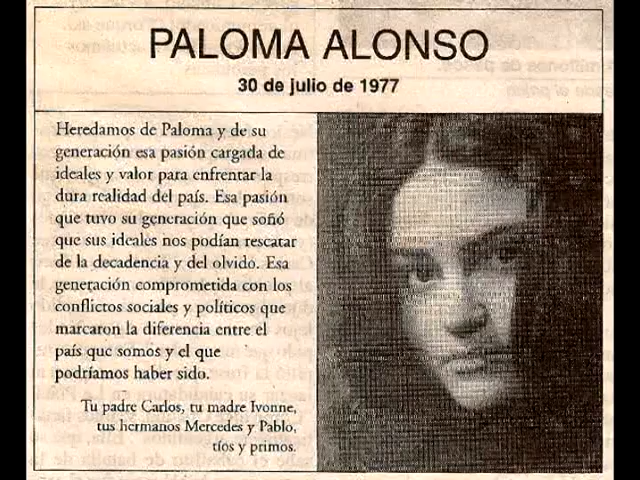 PALOMA ALONSO
30 de julio de 1977
Heredamos de Paloma y de su
generación esa pasión cargada de
ideales y valor para enfrentar la
dura realidad del país. Esa pasión
que tuvo su generación que soñó
que sus ideales nos podían rescatar
de la decadencia y del olvido. Esa
generación comprometida con los
conflictos sociales y políticos que
marcaron la diferencia entre el
país que somos y el que
podríamos haber sido.
Tu padre Carlos, tu madre Ivonne,
tus hermanos Mercedes y Pablo,
tíos y primos.